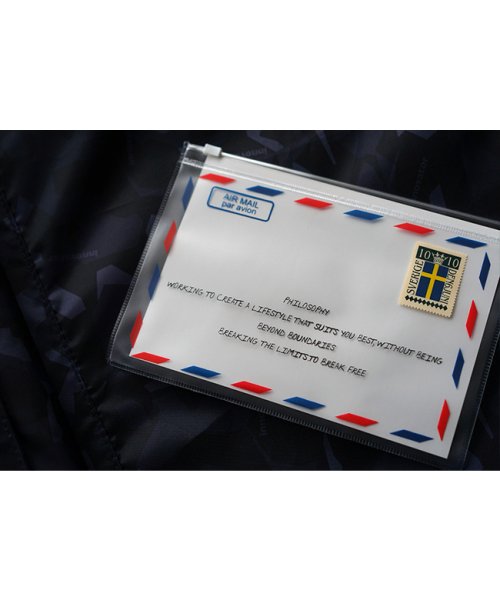 AIR MAIL
par avion
10 10
SVERIGE
PHILOSOPHY
WORKING TO CREATE A LIFESTYLE THAT SUITS YOU BEST, WITHOUT BEING
BEYOND BOUNDARIES.
BREAKING THE LIMITS.TO BREAK FREE.